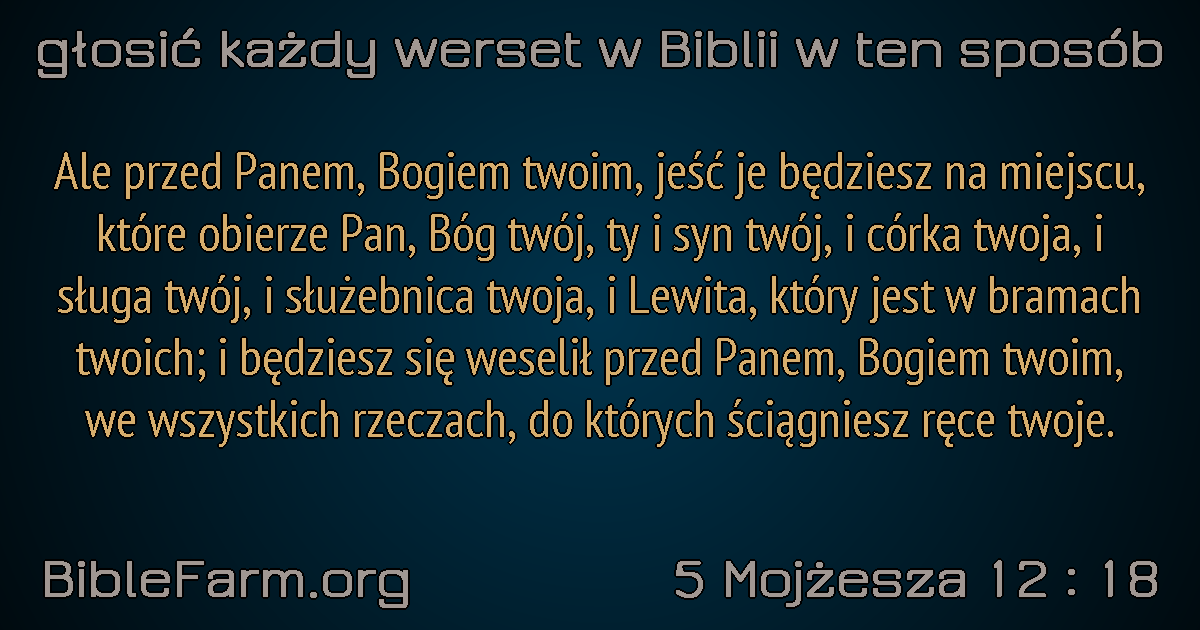 głosić każdy werset w Biblii w ten sposób
Ale przed Panem, Bogiem twoim, jeść je będziesz na miejscu,
które obierze Pan, Bóg twój, ty i syn twój, i córka twoja, i
sługa twój, i służebnica twoja, i Lewita, który jest w bramach
twoich; i będziesz się weselił przed Panem, Bogiem twoim,
we wszystkich rzeczach, do których ściągniesz ręce twoje.
BibleFarm.org
5 Mojżesza 12 : 18